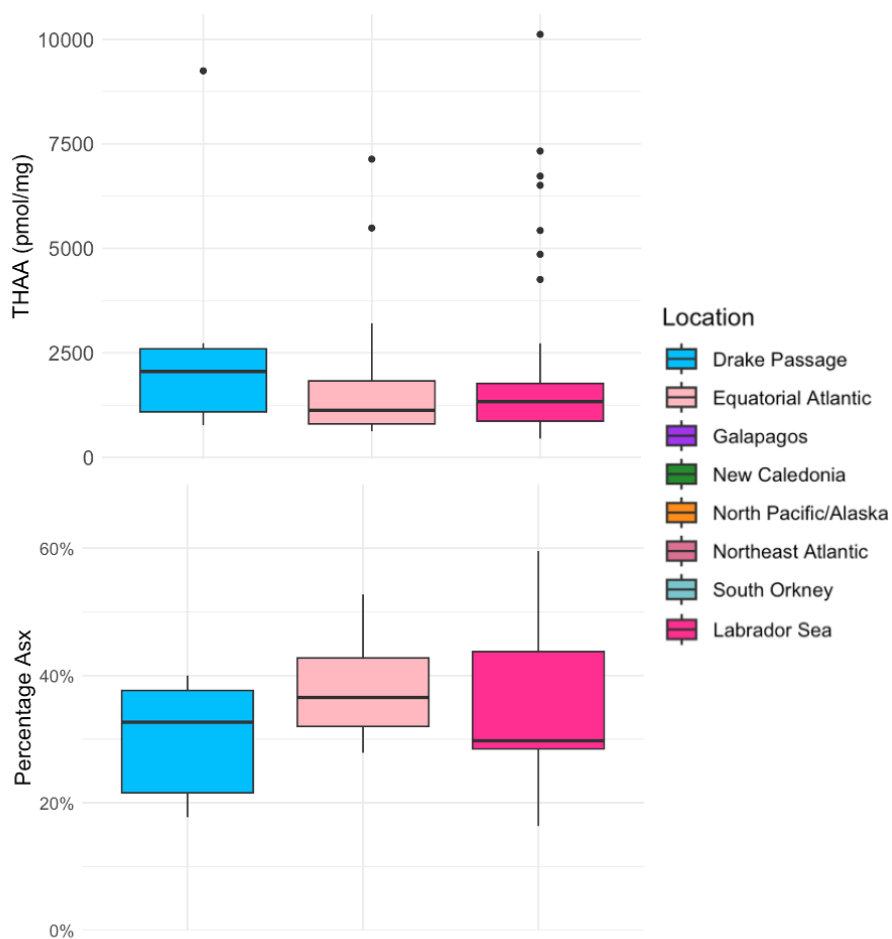 THAA (pmol/mg)
10000
7500
5000
2500
0
Percentage Asx
60%
40%
20%
0%
Location
Drake Passage
Equatorial Atlantic
Galapagos
New Caledonia
North Pacific/Alaska
Northeast Atlantic
South Orkney
Labrador Sea